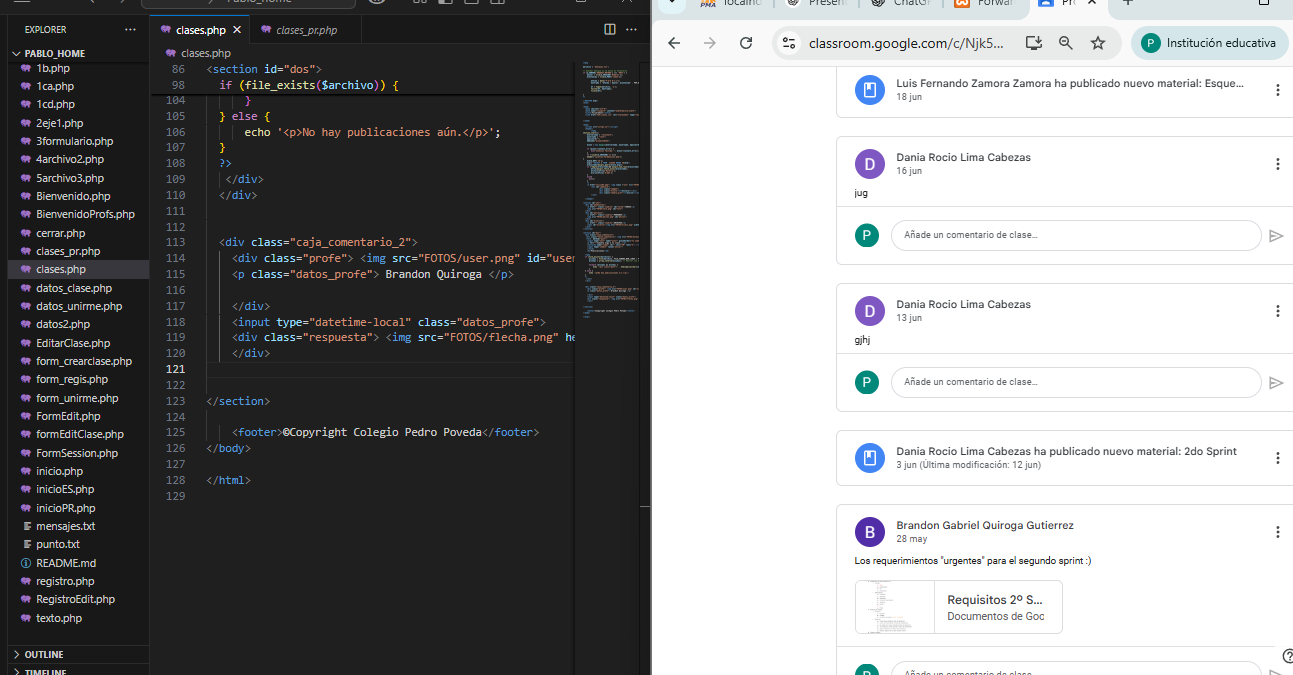 Pablo_Home
EXPLORER
PABLO_HOME
1b.php
1ca.php
1cd.php
2eje1.php
3formulario.php
4archivo2.php
5archivo3.php
Bienvenido.php
BienvenidoProfs.php
cerrar.php
clases_pr.php
clases.php
datos_clase.php
datos_unirme.php
datos2.php
EditarClase.php
form_crearclase.php
form_regis.php
form_unirme.php
FormEdit.php
formEditClase.php
FormSession.php
inicio.php
inicioES.php
inicioPR.php
mensajes.txt
punto.txt
README.md
registro.php
RegistroEdit.php
texto.php
OUTLINE
TIMELINE
clases.php
clases_pr.php
clases.php
86 <section id="dos">
98 if (file_exists($archivo)) {
104 }
105 } else {
106 echo '<p>No hay publicaciones aún.</p>';
107 }
108 ?>
109 </div>
110 </div>
111
112
113 <div class="caja_comentario_2">
114 <div class="profe"> <img src="FOTOS/user.png" id="user
115 <p class="datos_profe"> Brandon Quiroga </p>
116
117 </div>
118 <input type="datetime-local" class="datos_profe">
119 <div class="respuesta"> <img src="FOTOS/flecha.png" he
120 </div>
121
122
123 </section>
124
125 <footer>©Copyright Colegio Pedro Poveda</footer>
126 </body>
127
128 </html>
129
localh
Present
ChatG
Forwar
Pro
classroom.google.com/c/Njk5...
P Institución educativa
Luis Fernando Zamora Zamora ha publicado nuevo material: Esque...
18 jun
D
Dania Rocio Lima Cabezas
16 jun
jug
P
Añade un comentario de clase...
D
Dania Rocio Lima Cabezas
13 jun
gjhj
P
Añade un comentario de clase...
Dania Rocio Lima Cabezas ha publicado nuevo material: 2do Sprint
3 jun (Última modificación: 12 jun)
B
Brandon Gabriel Quiroga Gutierrez
28 may
Los requerimientos "urgentes" para el segundo sprint :)
Requisitos 2º S...
Documentos de Goo
P
Añade un comentario de clase...